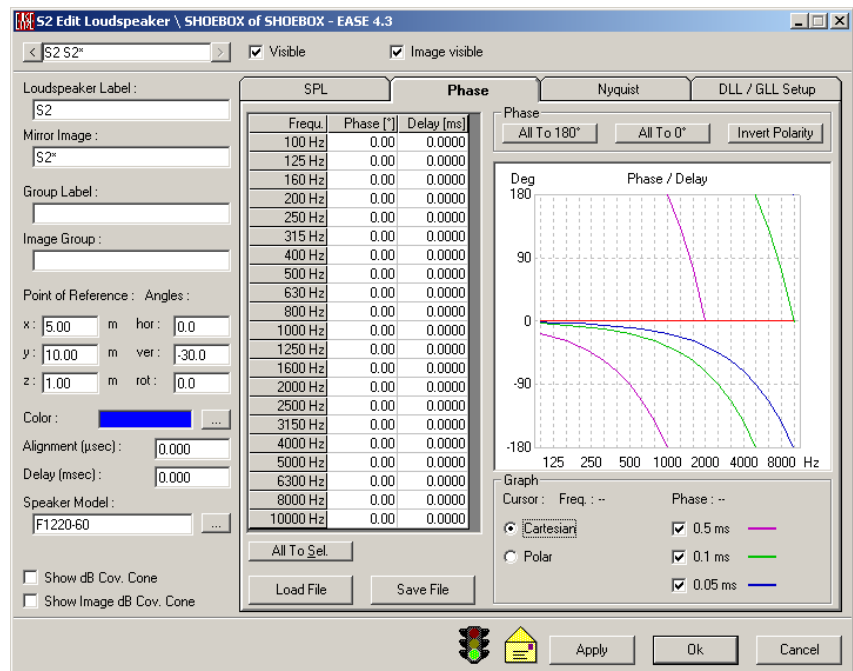 EASE S2 Edit Loudspeaker \ SHOEBOX of SHOEBOX - EASE 4.3
< S2 S2* >
Visible
Image visible
Loudspeaker Label :
S2
Mirror Image :
S2*
Group Label :
Image Group :
Point of Reference : Angles :
x : 5.00 m hor : 0.0
y : 10.00 m ver : -30.0
z : 1.00 m rot : 0.0
Color : ...
Alignment (µsec) : 0.000
Delay (msec) : 0.000
Speaker Model :
F1220-60 ...
Show dB Cov. Cone
Show Image dB Cov. Cone
SPL Phase Nyquist DLL / GLL Setup
Frequ. Phase [°] Delay [ms]
100 Hz 0.00 0.0000
125 Hz 0.00 0.0000
160 Hz 0.00 0.0000
200 Hz 0.00 0.0000
250 Hz 0.00 0.0000
315 Hz 0.00 0.0000
400 Hz 0.00 0.0000
500 Hz 0.00 0.0000
630 Hz 0.00 0.0000
800 Hz 0.00 0.0000
1000 Hz 0.00 0.0000
1250 Hz 0.00 0.0000
1600 Hz 0.00 0.0000
2000 Hz 0.00 0.0000
2500 Hz 0.00 0.0000
3150 Hz 0.00 0.0000
4000 Hz 0.00 0.0000
5000 Hz 0.00 0.0000
6300 Hz 0.00 0.0000
8000 Hz 0.00 0.0000
10000 Hz 0.00 0.0000
All To Sel.
Load File Save File
Phase
All To 180° All To 0° Invert Polarity
Deg Phase / Delay
180
90
0
-90
-180
125 250 500 1000 2000 4000 8000 Hz
Graph
Cursor : Freq. : -- Phase : --
Cartesian 0.5 ms
Polar 0.1 ms
0.05 ms
Apply Ok Cancel